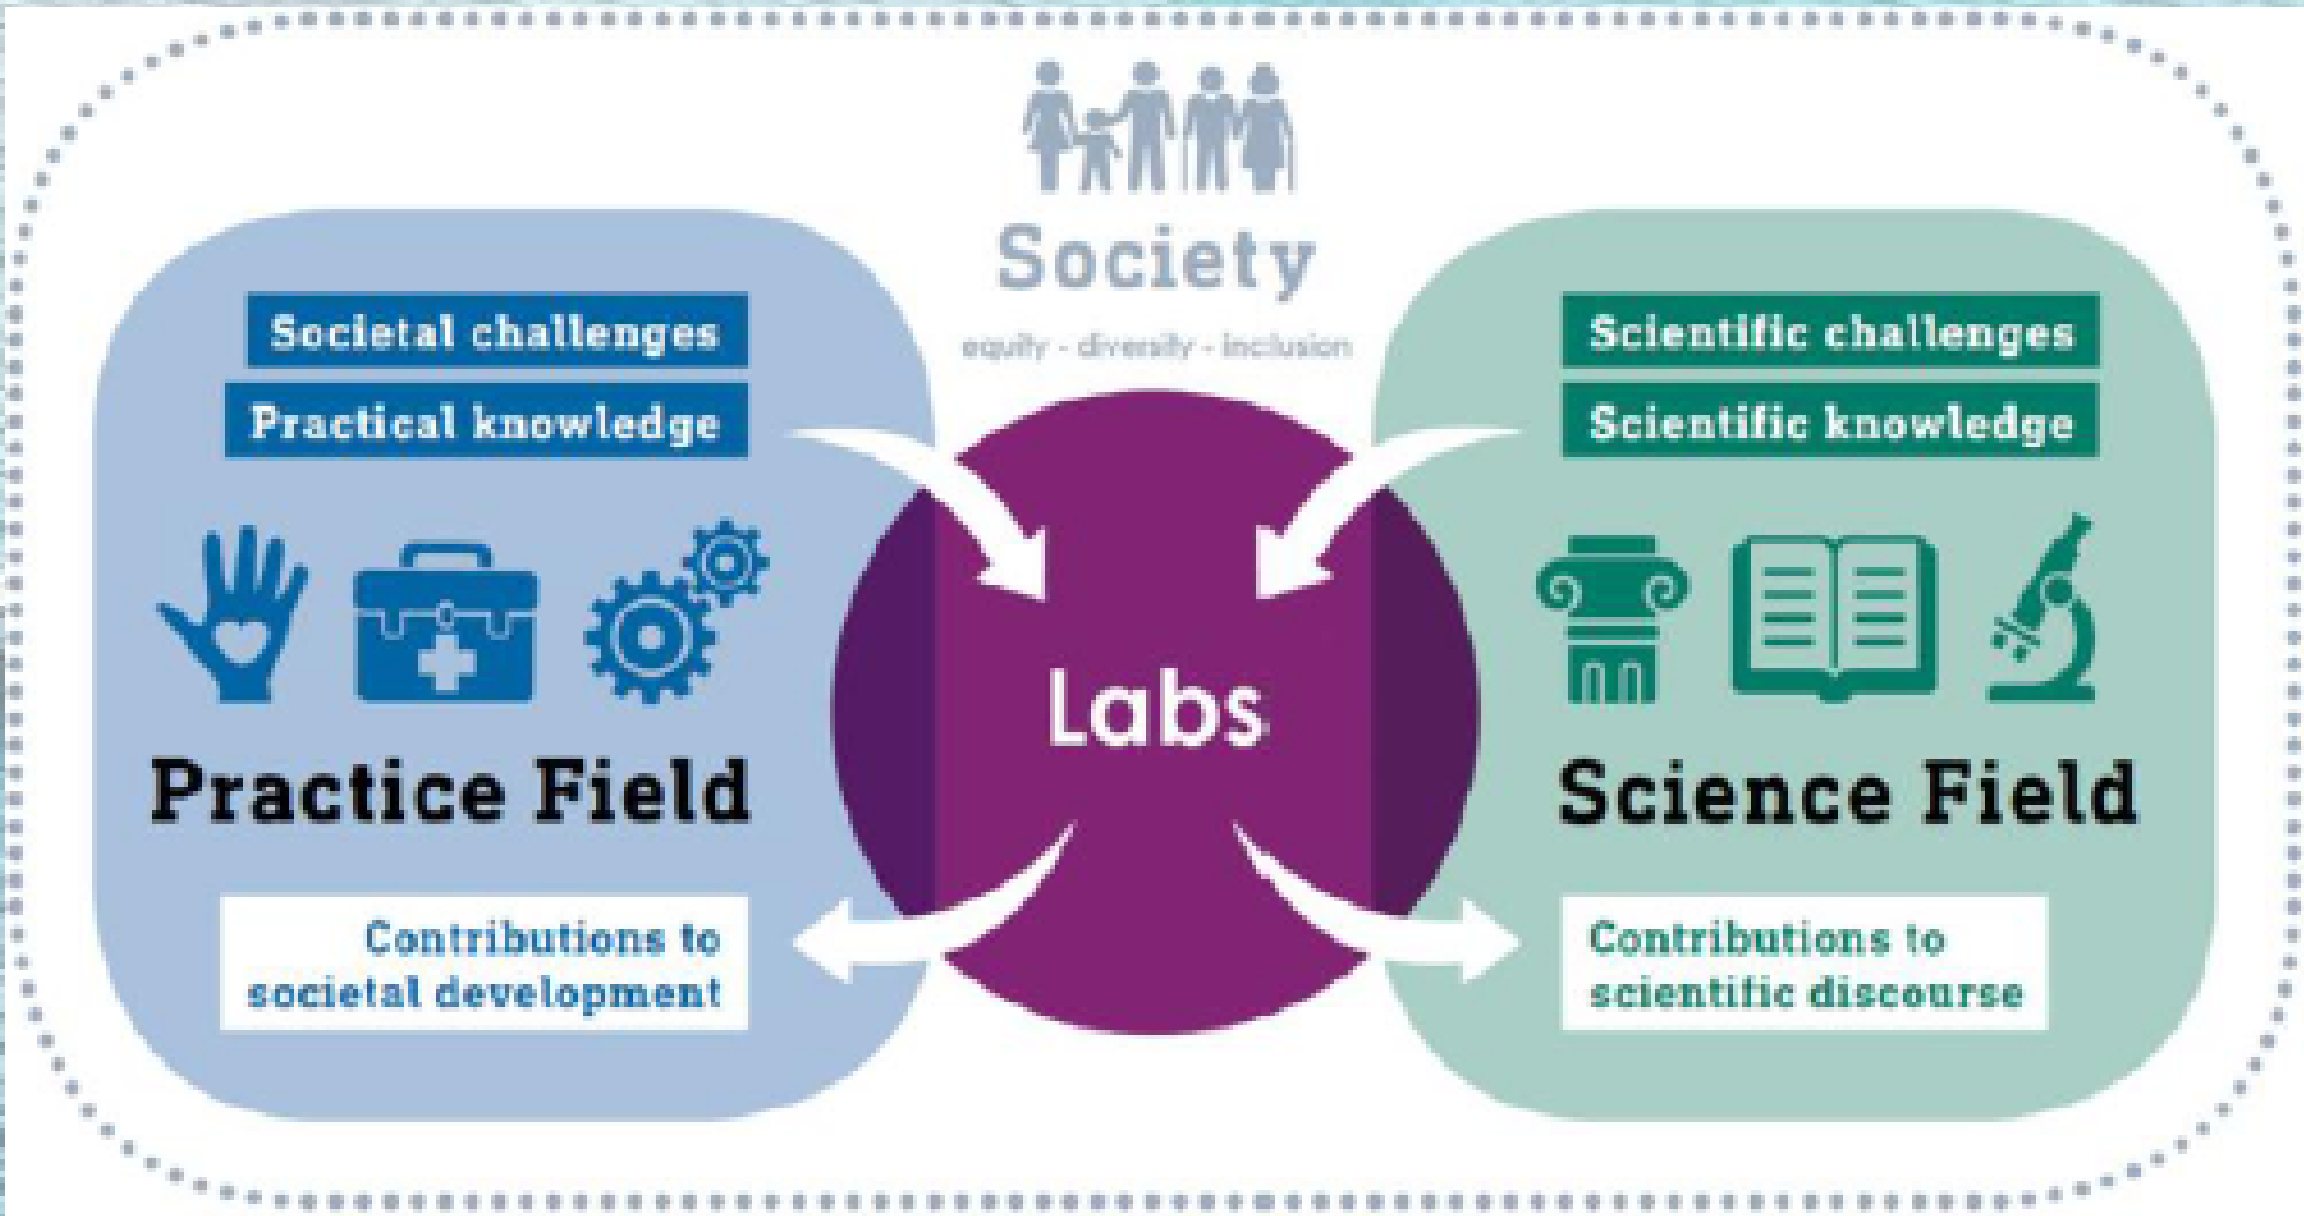 Society
equity - diversity - inclusion
Societal challenges
Practical knowledge
Practice Field
Contributions to
societal development
Labs
Scientific challenges
Scientific knowledge
Science Field
Contributions to
scientific discourse